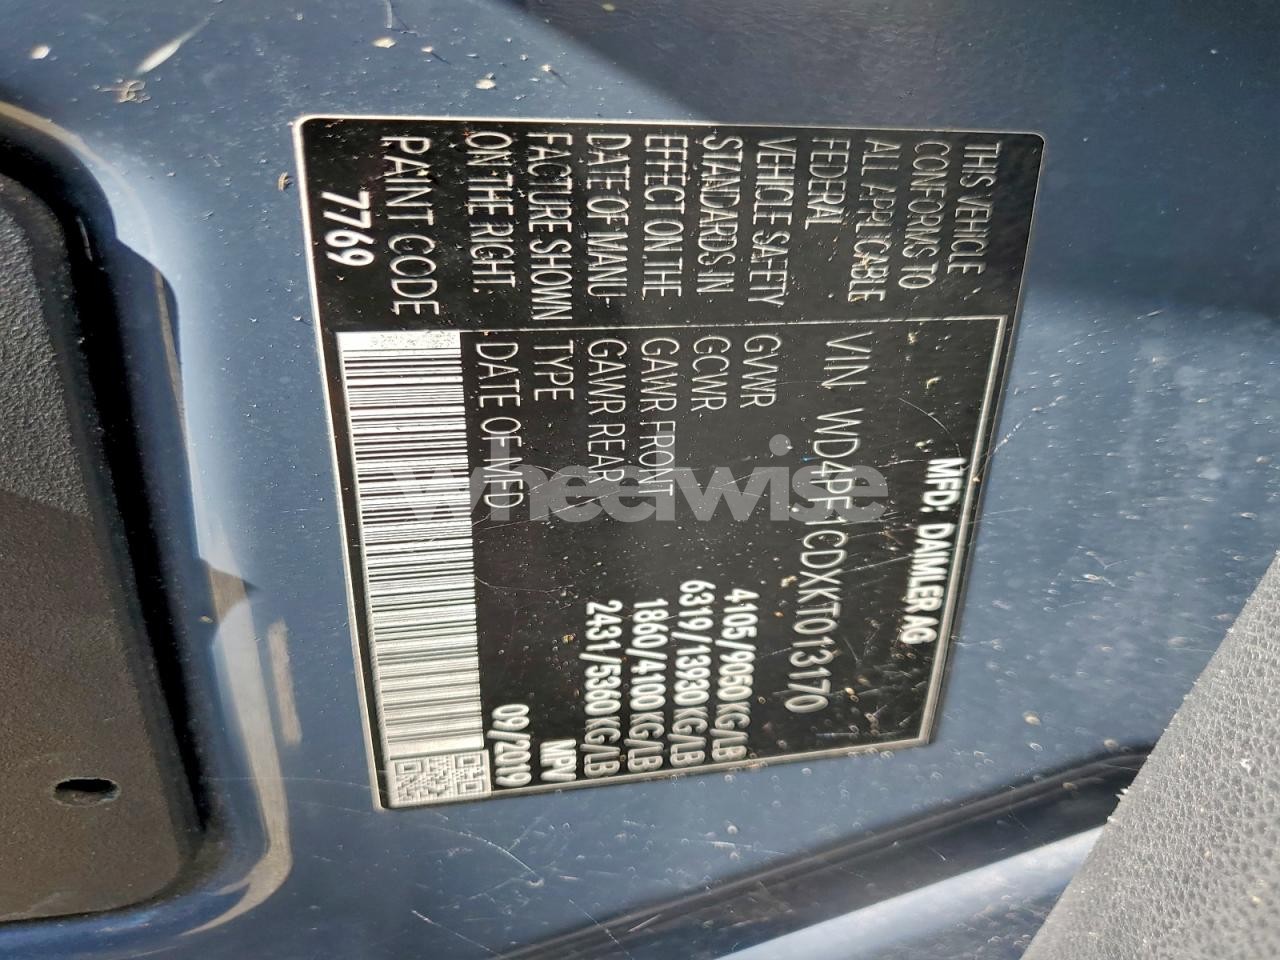 MFD: DAIMLER AG
VIN WD4PF1CDXKT013170
GVWR 4105/9050 KG/LB
GCWR 6319/13930 KG/LB
GAWR FRONT 1860/4100 KG/LB
GAWR REAR 2431/5360 KG/LB
TYPE MPV
DATE OF MFD 09/2019
THIS VEHICLE
CONFORMS TO
ALL APPLICABLE
FEDERAL
VEHICLE SAFETY
STANDARDS IN
EFFECT ON THE
DATE OF MANU-
FACTURE SHOWN
ON THE RIGHT.
PAINT CODE
7769
wheelwise